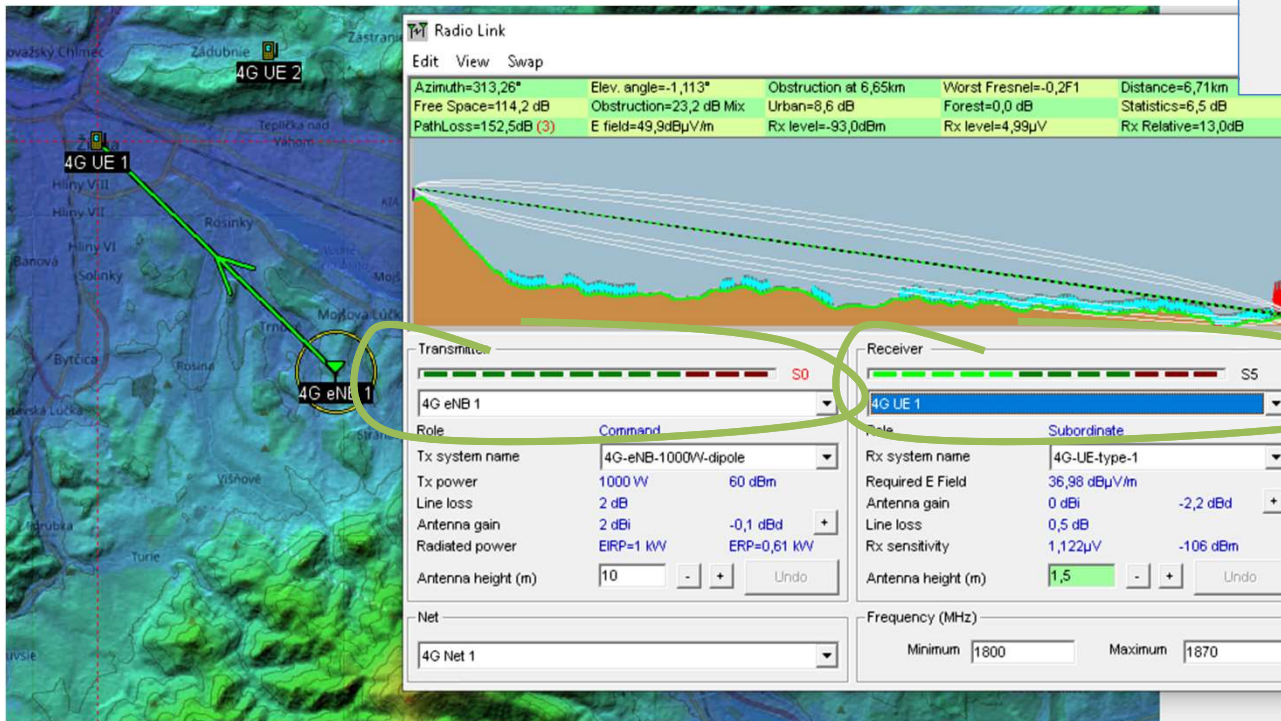 Radio Link
Edit View Swap
Azimuth=313,26° Elev. angle=-1,113° Obstruction at 6,65km Worst Fresnel=-0,2F1 Distance=6,71km
Free Space=114,2 dB Obstruction=23,2 dB Mix Urban=8,6 dB Forest=0,0 dB Statistics=6,5 dB
PathLoss=152,5dB (3) E field=49,9dBµV/m Rx level=-93,0dBm Rx level=4,99µV Rx Relative=13,0dB
Zádubnie
4G UE 2
Teplička nad
Váhom
4G UE 1
Hliny VIII
Hliny VII
Rosinky
Hliny VI
Solinky
Trnové
Bytčica
Rosina
4G eNB 1
Višňové
Turie
Transmitter
S0
4G eNB 1
Role Command
Tx system name 4G-eNB-1000W-dipole
Tx power 1000 W 60 dBm
Line loss 2 dB
Antenna gain 2 dBi -0,1 dBd +
Radiated power EIRP=1 kW ERP=0,61 kW
Antenna height (m) 10 - + Undo
Net
4G Net 1
Receiver
S5
4G UE 1
Role Subordinate
Rx system name 4G-UE-type-1
Required E Field 36,98 dBµV/m
Antenna gain 0 dBi -2,2 dBd +
Line loss 0,5 dB
Rx sensitivity 1,122µV -106 dBm
Antenna height (m) 1,5 - + Undo
Frequency (MHz)
Minimum 1800 Maximum 1870